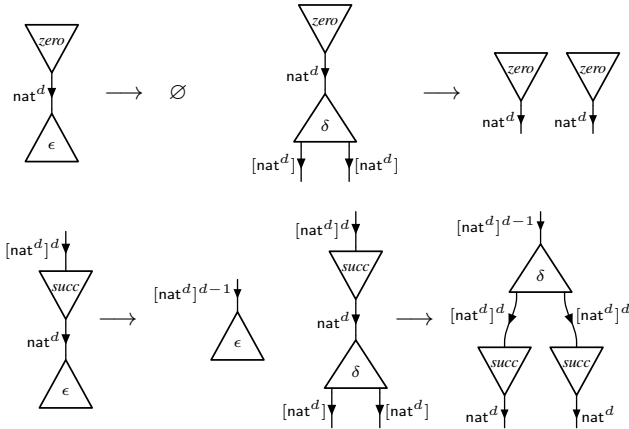 zero nat^d ⟶ ∅
ϵ
zero nat^d δ [nat^d] [nat^d] ⟶ zero zero nat^d nat^d
[nat^d]^d succ nat^d ϵ ⟶ [nat^d]^{d−1} ϵ
[nat^d]^d succ nat^d δ [nat^d] [nat^d] ⟶ [nat^d]^{d−1} δ [nat^d]^d [nat^d]^d succ succ nat^d nat^d